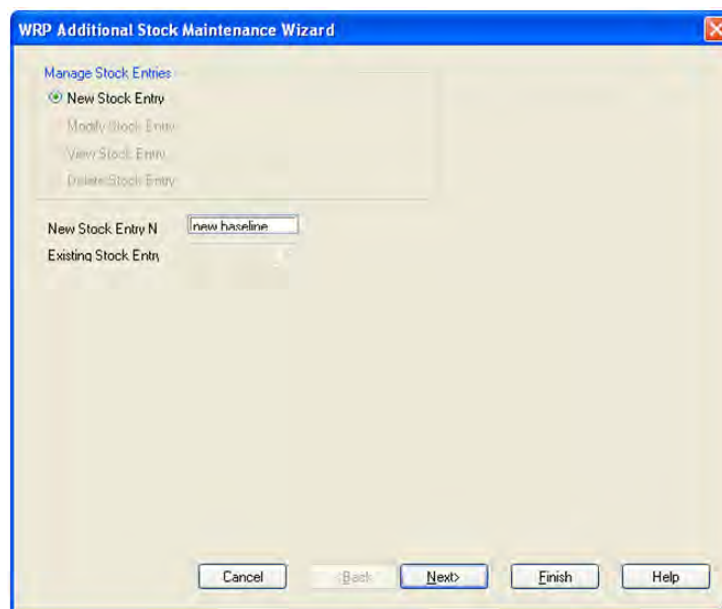 WRP Additional Stock Maintenance Wizard
Manage Stock Entries
New Stock Entry
Modify Stock Entry
View Stock Entry
Delete Stock Entry
New Stock Entry N new baseline
Existing Stock Entry
Cancel <Back Next> Finish Help